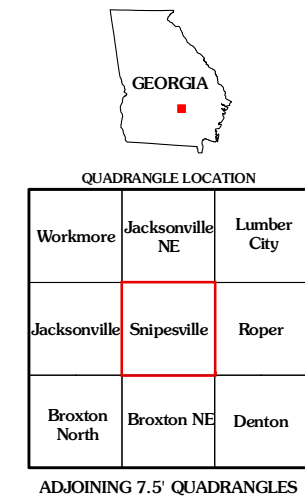 GEORGIA
QUADRANGLE LOCATION
Workmore
Jacksonville
NE
Lumber
City
Jacksonville
Snipesville
Roper
Broxton
North
Broxton NE
Denton
ADJOINING 7.5' QUADRANGLES